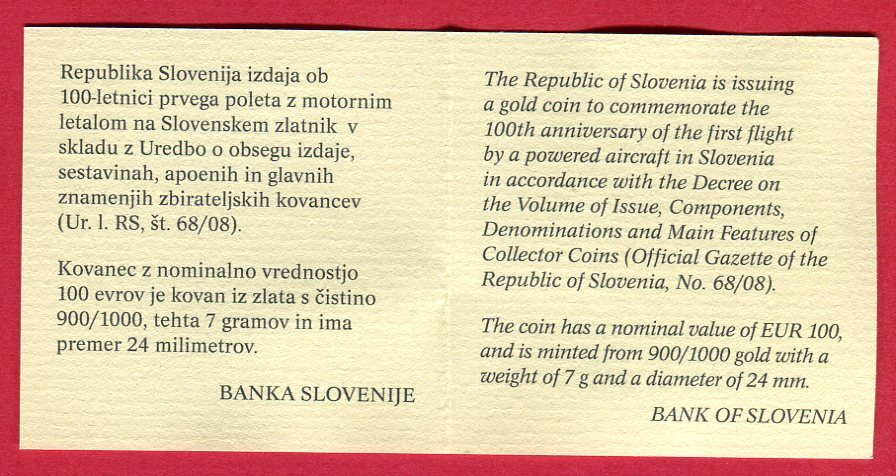 Republika Slovenija izdaja ob
100-letnici prvega poleta z motornim
letalom na Slovenskem zlatnik v
skladu z Uredbo o obsegu izdaje,
sestavinah, apoenih in glavnih
znamenjih zbirateljskih kovancev
(Ur. l. RS, št. 68/08).
Kovanec z nominalno vrednostjo
100 evrov je kovan iz zlata s čistino
900/1000, tehta 7 gramov in ima
premer 24 milimetrov.
BANKA SLOVENIJE
The Republic of Slovenia is issuing
a gold coin to commemorate the
100th anniversary of the first flight
by a powered aircraft in Slovenia
in accordance with the Decree on
the Volume of Issue, Components,
Denominations and Main Features of
Collector Coins (Official Gazette of the
Republic of Slovenia, No. 68/08).
The coin has a nominal value of EUR 100,
and is minted from 900/1000 gold with a
weight of 7 g and a diameter of 24 mm.
BANK OF SLOVENIA